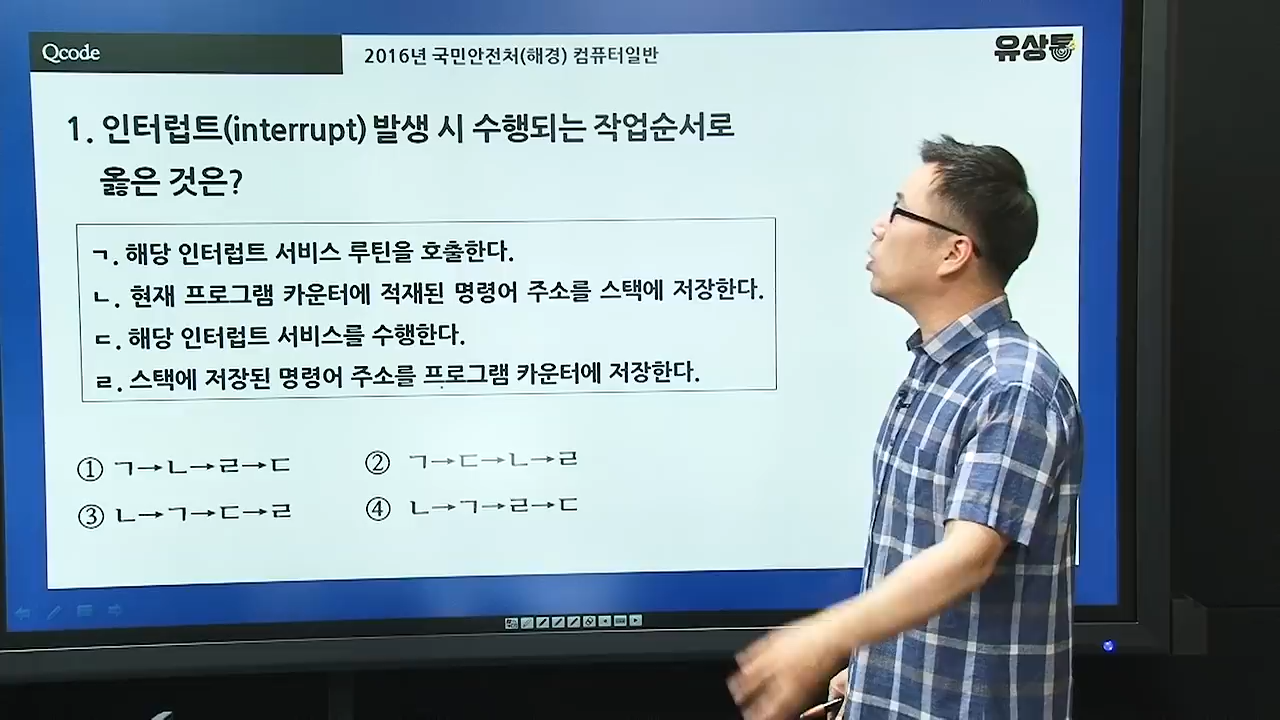 Qcode
2016년 국민안전처(해경) 컴퓨터일반
유상통
1. 인터럽트(interrupt) 발생 시 수행되는 작업순서로
옳은 것은?
ㄱ. 해당 인터럽트 서비스 루틴을 호출한다.
ㄴ. 현재 프로그램 카운터에 적재된 명령어 주소를 스택에 저장한다.
ㄷ. 해당 인터럽트 서비스를 수행한다.
ㄹ. 스택에 저장된 명령어 주소를 프로그램 카운터에 저장한다.
① ㄱ→ㄴ→ㄹ→ㄷ
② ㄱ→ㄷ→ㄴ→ㄹ
③ ㄴ→ㄱ→ㄷ→ㄹ
④ ㄴ→ㄱ→ㄹ→ㄷ